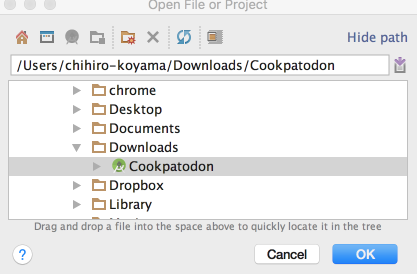 Open File or Project
Hide path
/Users/chihiro-koyama/Downloads/Cookpatodon
chrome
Desktop
Documents
Downloads
Cookpatodon
Dropbox
Library
Drag and drop a file into the space above to quickly locate it in the tree
?
Cancel
OK